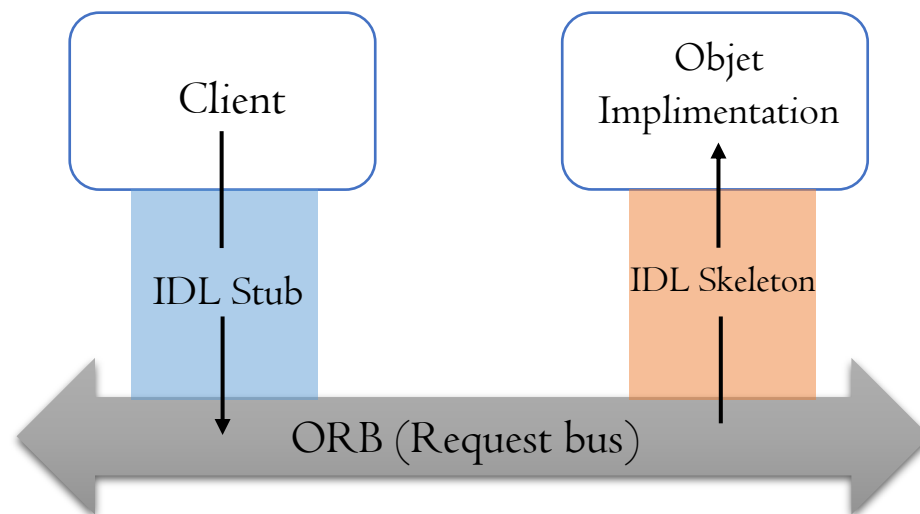 Client
Objet
Implimentation
IDL Stub
IDL Skeleton
ORB (Request bus)